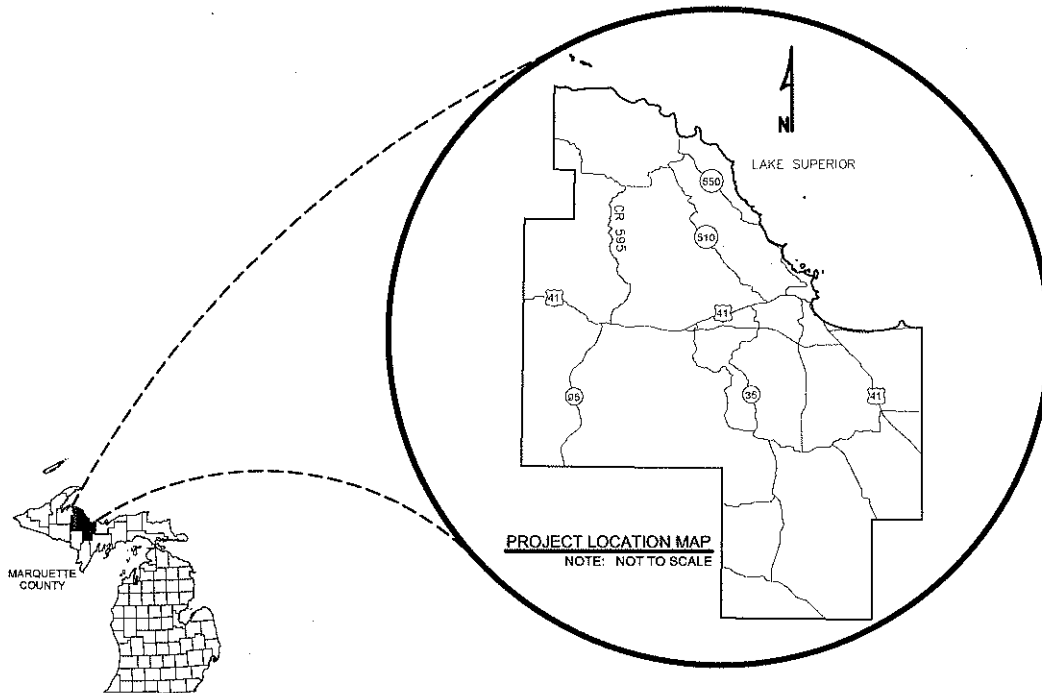 N
LAKE SUPERIOR
550
CR 595
510
41
41
95
35
41
PROJECT LOCATION MAP
NOTE: NOT TO SCALE
MARQUETTE
COUNTY